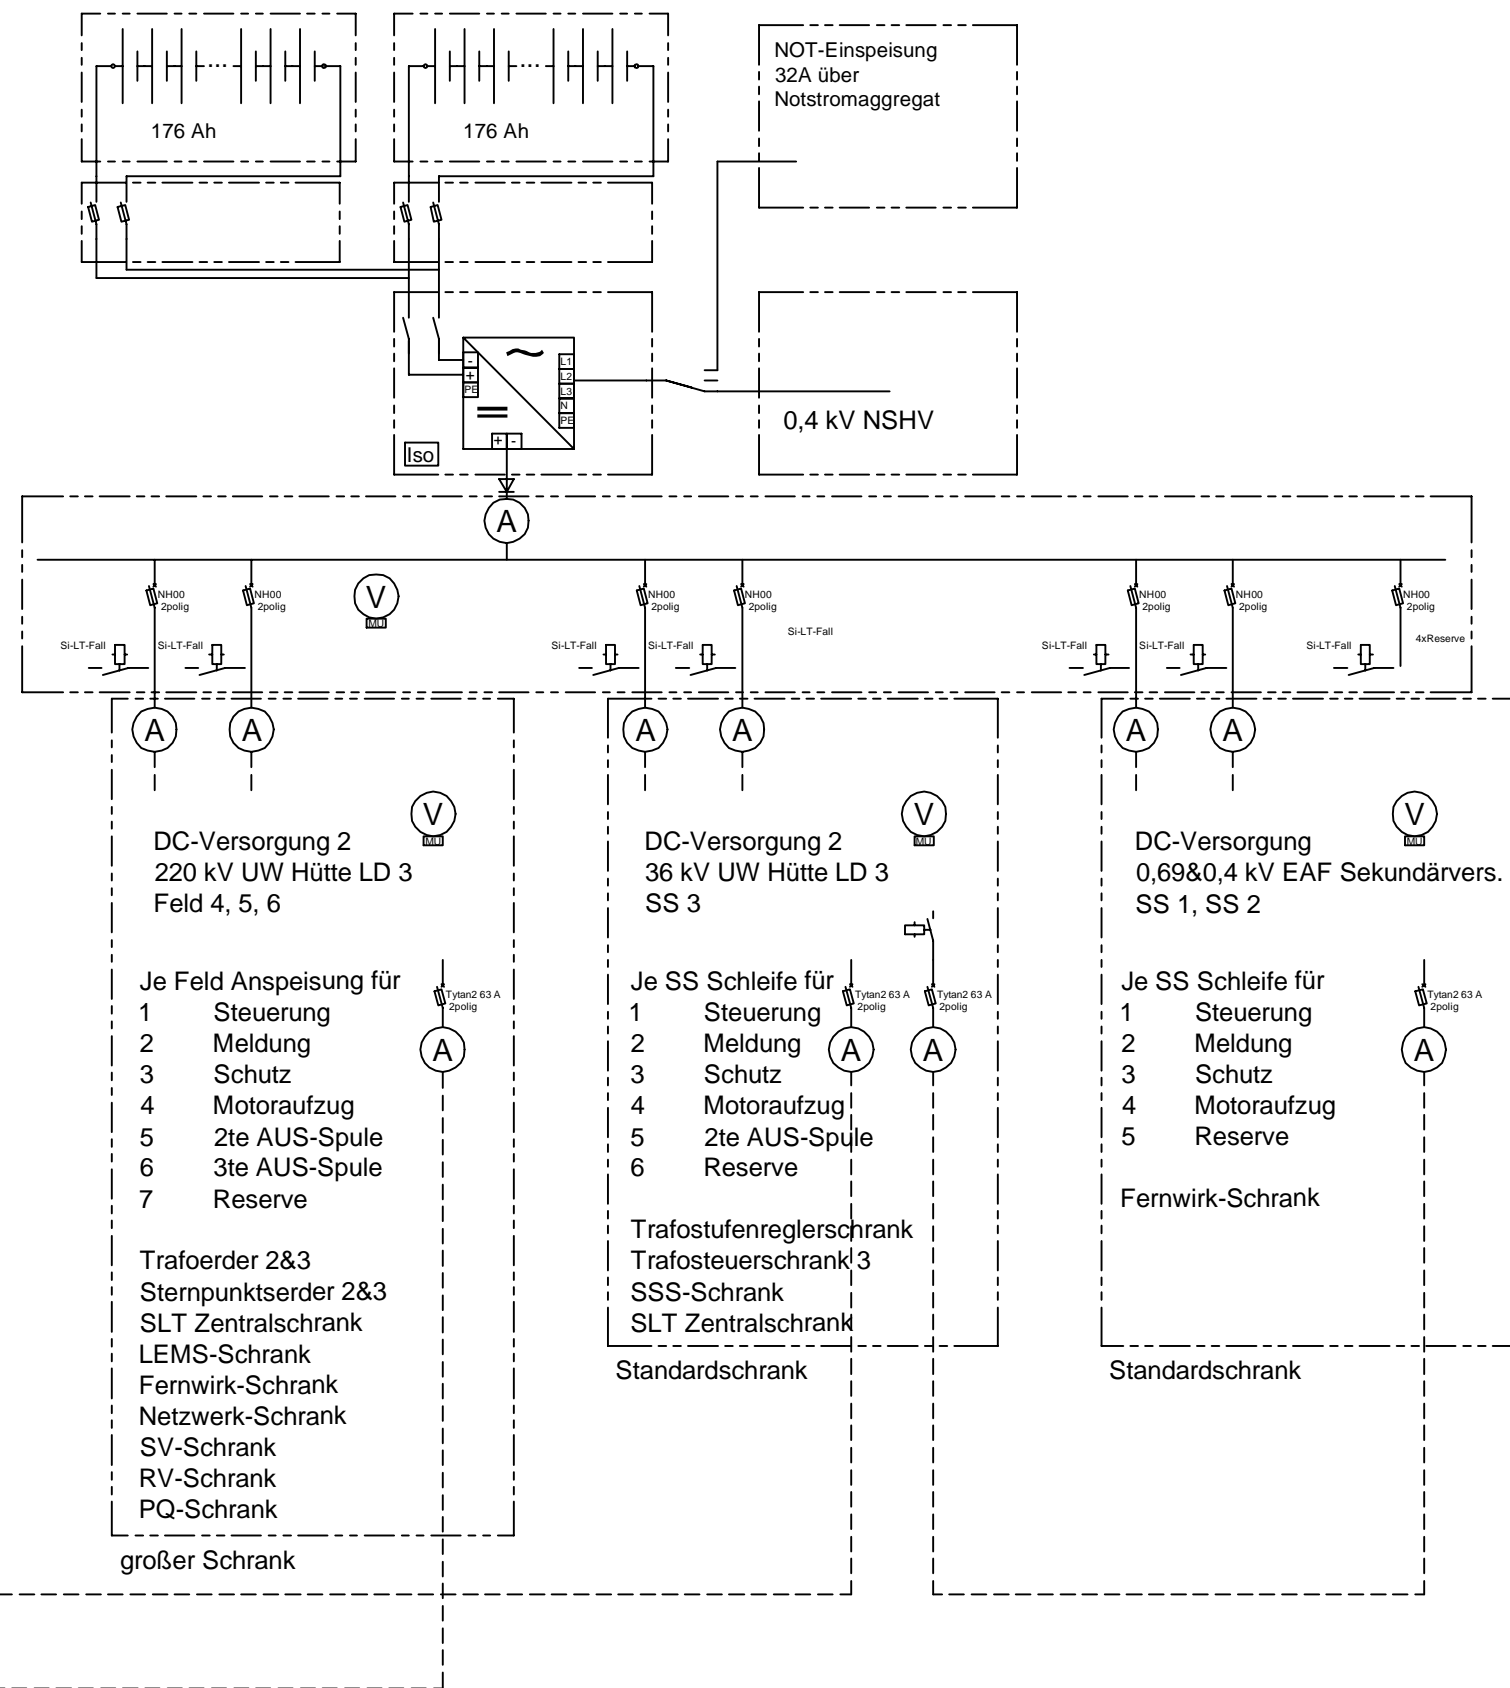 176 Ah
176 Ah
NOT-Einspeisung
32A über
Notstromaggregat
-
+
PE
L1
L2
L3
N
PE
+ -
Iso
0,4 kV NSHV
A
NH00
2polig
NH00
2polig
V
MU
NH00
2polig
NH00
2polig
NH00
2polig
NH00
2polig
NH00
2polig
Si-LT-Fall
Si-LT-Fall
Si-LT-Fall
Si-LT-Fall
Si-LT-Fall
Si-LT-Fall
Si-LT-Fall
Si-LT-Fall
4xReserve
A
A
A
A
A
A
V
MU
DC-Versorgung 2
220 kV UW Hütte LD 3
Feld 4, 5, 6
Je Feld Anspeisung für
1 Steuerung
2 Meldung
3 Schutz
4 Motoraufzug
5 2te AUS-Spule
6 3te AUS-Spule
7 Reserve
Tytan2 63 A
2polig
A
Trafoerder 2&3
Sternpunktserder 2&3
SLT Zentralschrank
LEMS-Schrank
Fernwirk-Schrank
Netzwerk-Schrank
SV-Schrank
RV-Schrank
PQ-Schrank
großer Schrank
V
MU
DC-Versorgung 2
36 kV UW Hütte LD 3
SS 3
Je SS Schleife für
1 Steuerung
2 Meldung
3 Schutz
4 Motoraufzug
5 2te AUS-Spule
6 Reserve
Tytan2 63 A
2polig
Tytan2 63 A
2polig
A
A
Trafostufenreglerschrank
Trafosteuerschrank 3
SSS-Schrank
SLT Zentralschrank
Standardschrank
V
MU
DC-Versorgung
0,69&0,4 kV EAF Sekundärvers.
SS 1, SS 2
Je SS Schleife für
1 Steuerung
2 Meldung
3 Schutz
4 Motoraufzug
5 Reserve
Tytan2 63 A
2polig
A
Fernwirk-Schrank
Standardschrank